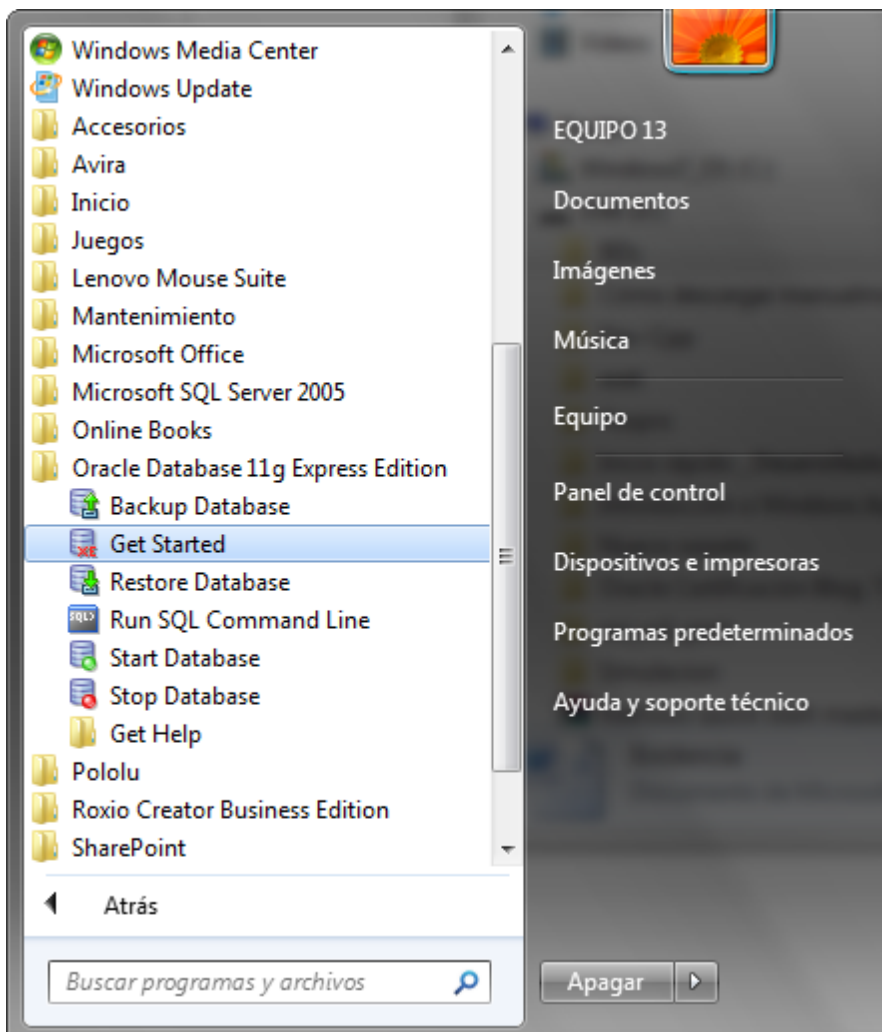 Windows Media Center
Windows Update
Accesorios
Avira
Inicio
Juegos
Lenovo Mouse Suite
Mantenimiento
Microsoft Office
Microsoft SQL Server 2005
Online Books
Oracle Database 11g Express Edition
Backup Database
Get Started
Restore Database
Run SQL Command Line
Start Database
Stop Database
Get Help
Pololu
Roxio Creator Business Edition
SharePoint
Atrás
Buscar programas y archivos
EQUIPO 13
Documentos
Imágenes
Música
Equipo
Panel de control
Dispositivos e impresoras
Programas predeterminados
Ayuda y soporte técnico
Apagar